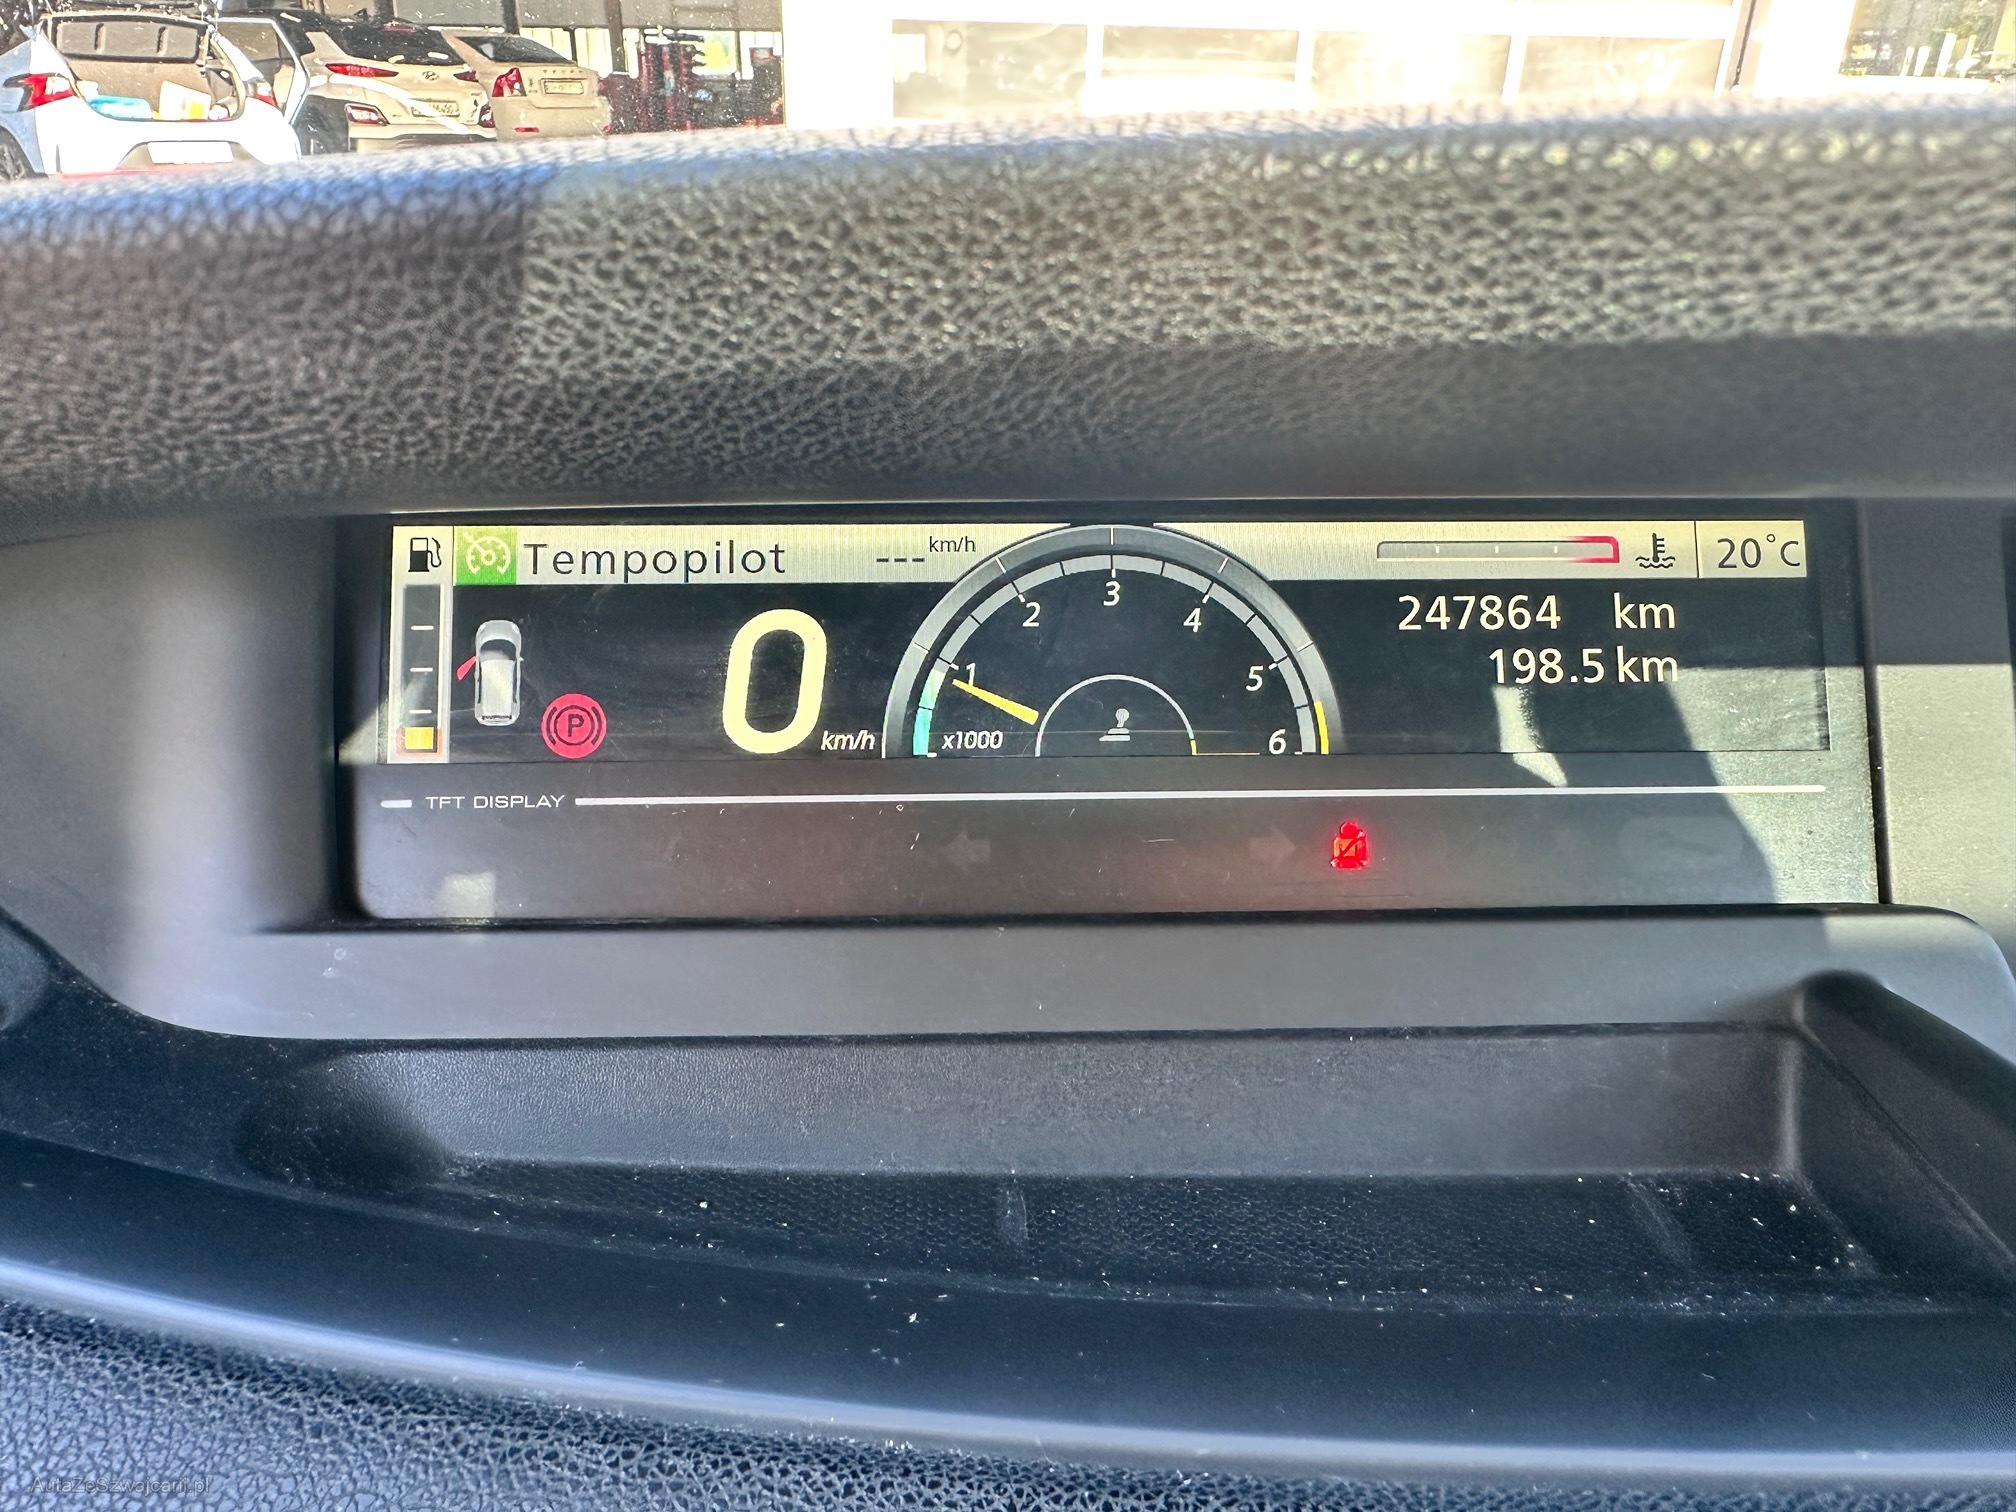 Tempopilot --- km/h
20°C
247864 km
198.5 km
0 km/h
1 2 3 4 5 6
x1000
P
TFT DISPLAY
AutaZeSzwajcarii.pl